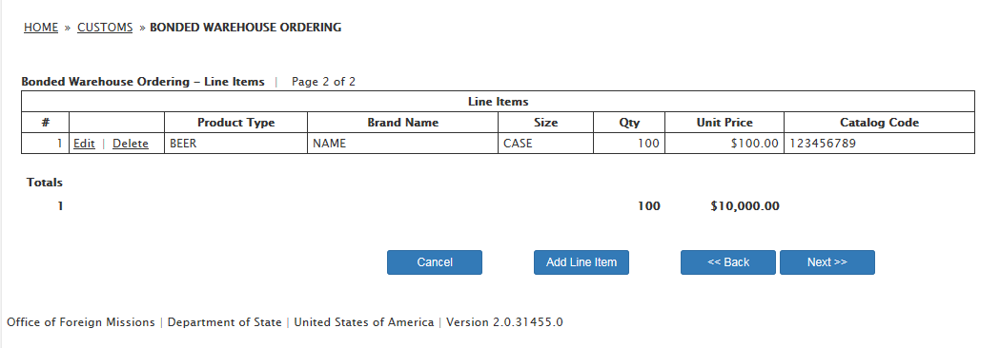 HOME » CUSTOMS » BONDED WAREHOUSE ORDERING
Bonded Warehouse Ordering – Line Items | Page 2 of 2
Line Items
# Product Type Brand Name Size Qty Unit Price Catalog Code
1 Edit | Delete BEER NAME CASE 100 $100.00 123456789
Totals
1 100 $10,000.00
Cancel Add Line Item << Back Next >>
Office of Foreign Missions | Department of State | United States of America | Version 2.0.31455.0